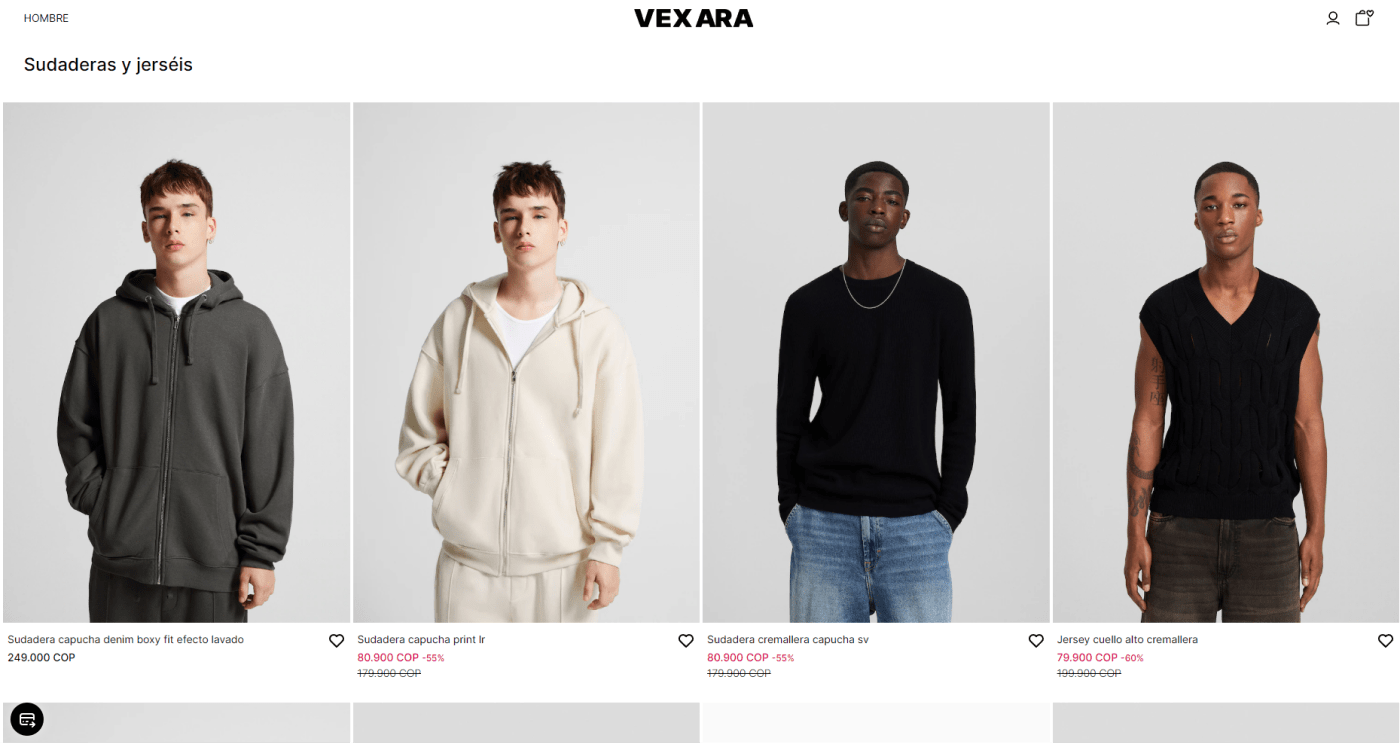 HOMBRE
VEXARA
Sudaderas y jerséis
Sudadera capucha denim boxy fit efecto lavado
249.000 COP
Sudadera capucha print lr
80.900 COP -55%
179.900 COP
Sudadera cremallera capucha sv
80.900 COP -55%
179.900 COP
Jersey cuello alto cremallera
79.900 COP -60%
199.900 COP